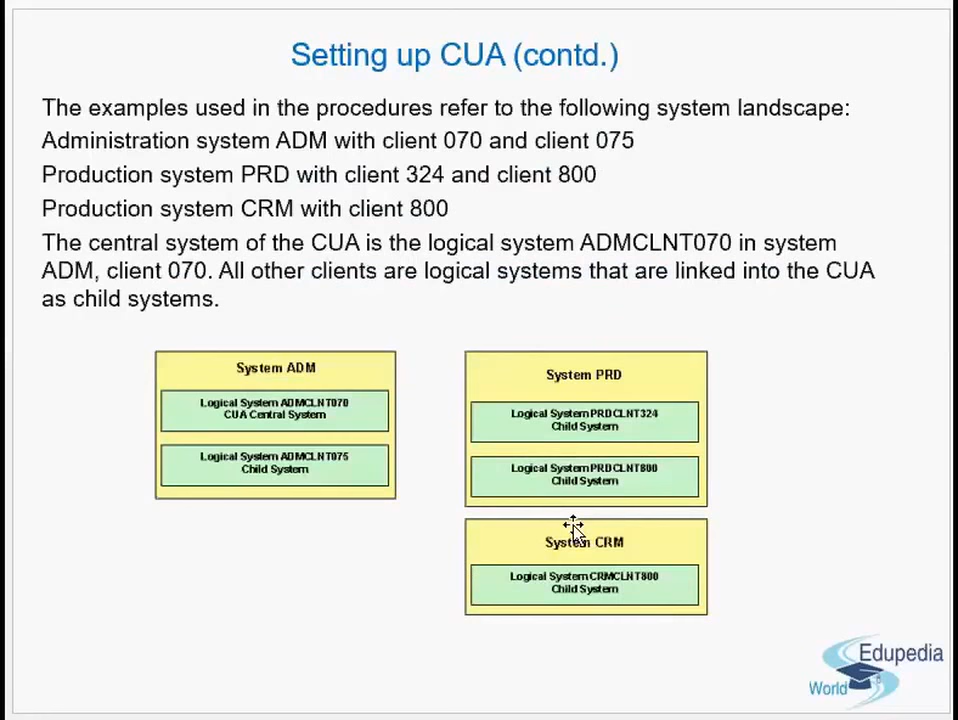 Setting up CUA (contd.)
The examples used in the procedures refer to the following system landscape:
Administration system ADM with client 070 and client 075
Production system PRD with client 324 and client 800
Production system CRM with client 800
The central system of the CUA is the logical system ADMCLNT070 in system
ADM, client 070. All other clients are logical systems that are linked into the CUA
as child systems.
System ADM
Logical System ADMCLNT070
CUA Central System
Logical System ADMCLNT075
Child System
System PRD
Logical System PRDCLNT324
Child System
Logical System PRDCLNT800
Child System
System CRM
Logical System CRMCLNT800
Child System
Edupedia
World